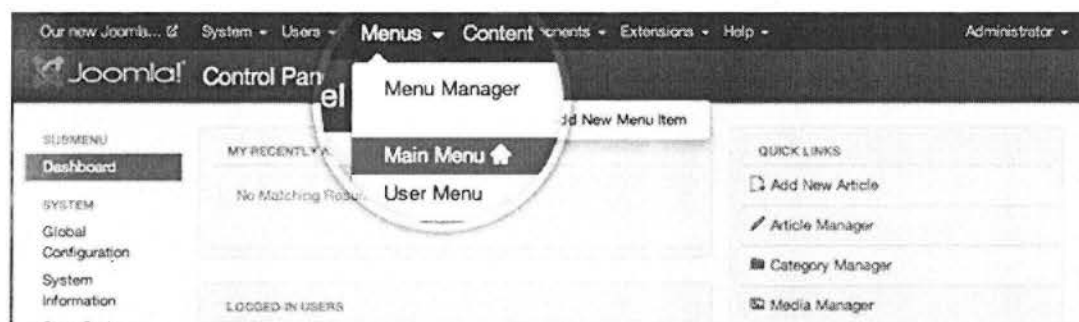 Our new Joomla... System Users Menus Content Extensions Help Administrator
Joomla! Control Pan
el
Menu Manager
dd New Menu Item
Main Menu
User Menu
SUBMENU
Dashboard
SYSTEM
Global
Configuration
System
Information
MY RECENTLY
No Matching
LOGGED-IN USERS
QUICK LINKS
Add New Article
Article Manager
Category Manager
Media Manager